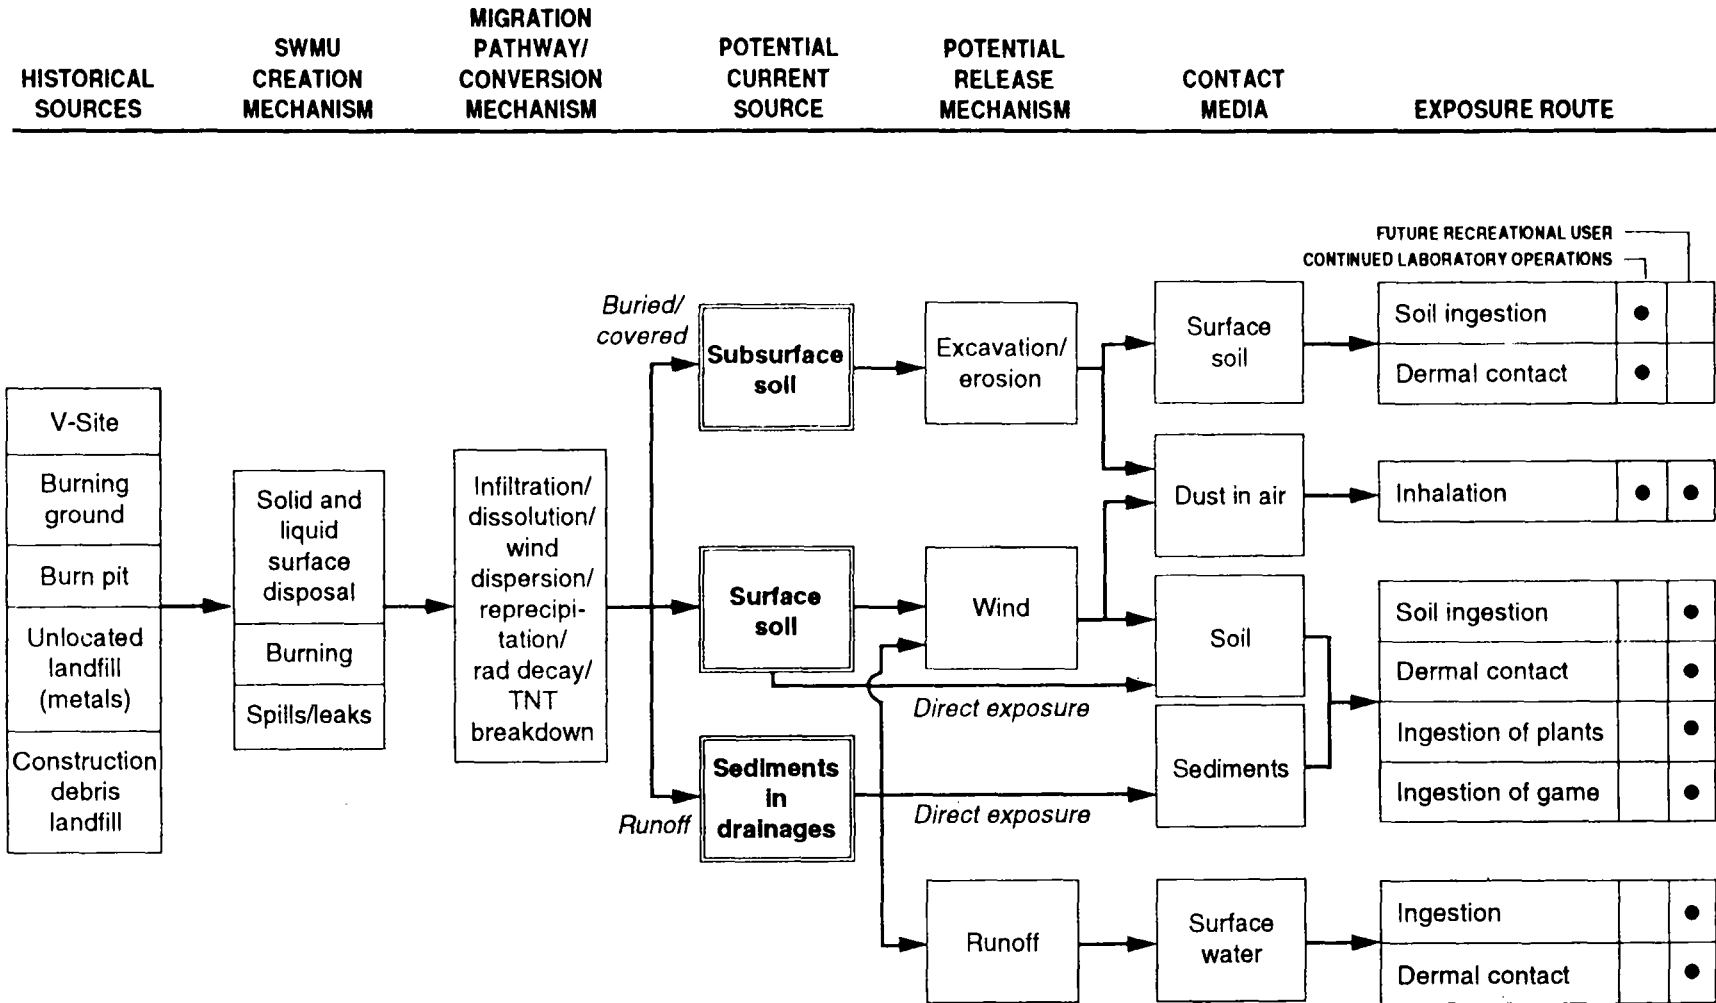 HISTORICAL
SOURCES
SWMU
CREATION
MECHANISM
MIGRATION
PATHWAY/
CONVERSION
MECHANISM
POTENTIAL
CURRENT
SOURCE
POTENTIAL
RELEASE
MECHANISM
CONTACT
MEDIA
EXPOSURE ROUTE
FUTURE RECREATIONAL USER
CONTINUED LABORATORY OPERATIONS
V-Site
Burning
ground
Burn pit
Unlocated
landfill
(metals)
Construction
debris
landfill
Solid and
liquid
surface
disposal
Burning
Spills/leaks
Infiltration/
dissolution/
wind
dispersion/
reprecipi-
tation/
rad decay/
TNT
breakdown
Buried/
covered
Runoff
Subsurface
soil
Surface
soil
Sediments
in
drainages
Excavation/
erosion
Wind
Direct exposure
Direct exposure
Runoff
Surface
soil
Dust in air
Soil
Sediments
Surface
water
Soil ingestion
Dermal contact
Inhalation
Soil ingestion
Dermal contact
Ingestion of plants
Ingestion of game
Ingestion
Dermal contact